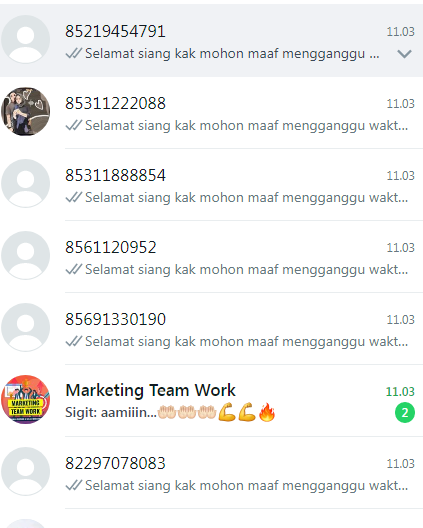 85219454791 11.03
Selamat siang kak mohon maaf mengganggu ...
85311222088 11.03
Selamat siang kak mohon maaf mengganggu wakt...
85311888854 11.03
Selamat siang kak mohon maaf mengganggu wakt...
8561120952 11.03
Selamat siang kak mohon maaf mengganggu wakt...
85691330190 11.03
Selamat siang kak mohon maaf mengganggu wakt...
MARKETING
TEAM WORK
Marketing Team Work 11.03
Sigit: aamiiin...🤲🏻🤲🏻🤲🏻💪💪🔥 2
82297078083 11.03
Selamat siang kak mohon maaf mengganggu wakt...